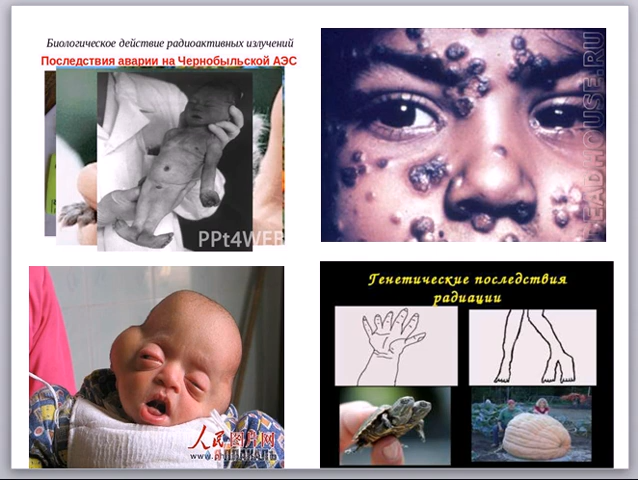 Биологическое действие радиоактивных излучений
Последствия аварии на Чернобыльской АЭС
PPt4WEB
DEADHOUSE.RU
Генетические последствия
радиации
人民图片网